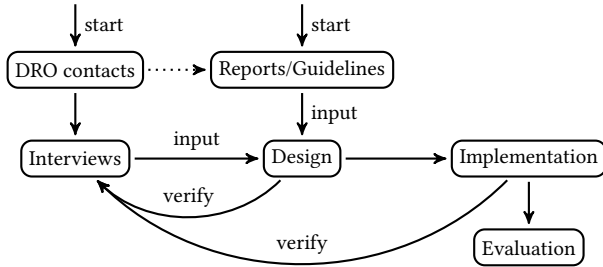 start
start
DRO contacts
Reports/Guidelines
input
Interviews
input
Design
Implementation
verify
verify
Evaluation